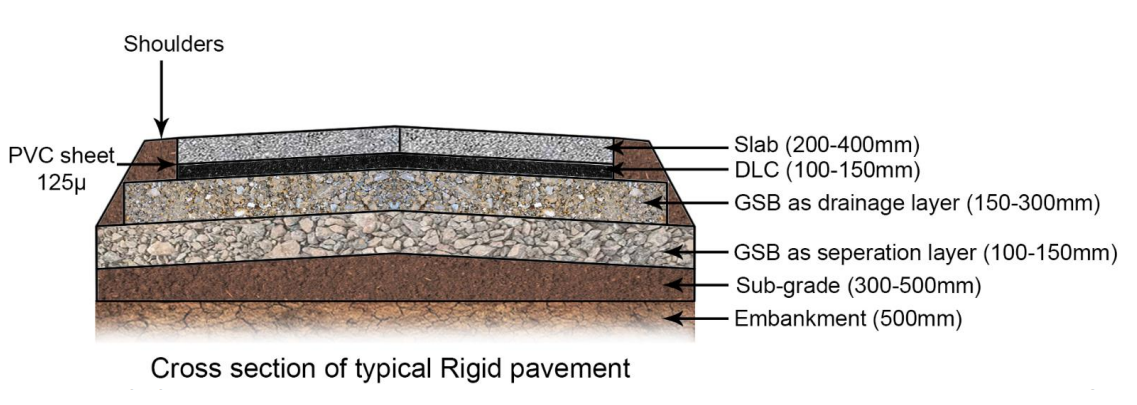 Shoulders
PVC sheet
125µ
Slab (200-400mm)
DLC (100-150mm)
GSB as drainage layer (150-300mm)
GSB as seperation layer (100-150mm)
Sub-grade (300-500mm)
Embankment (500mm)
Cross section of typical Rigid pavement